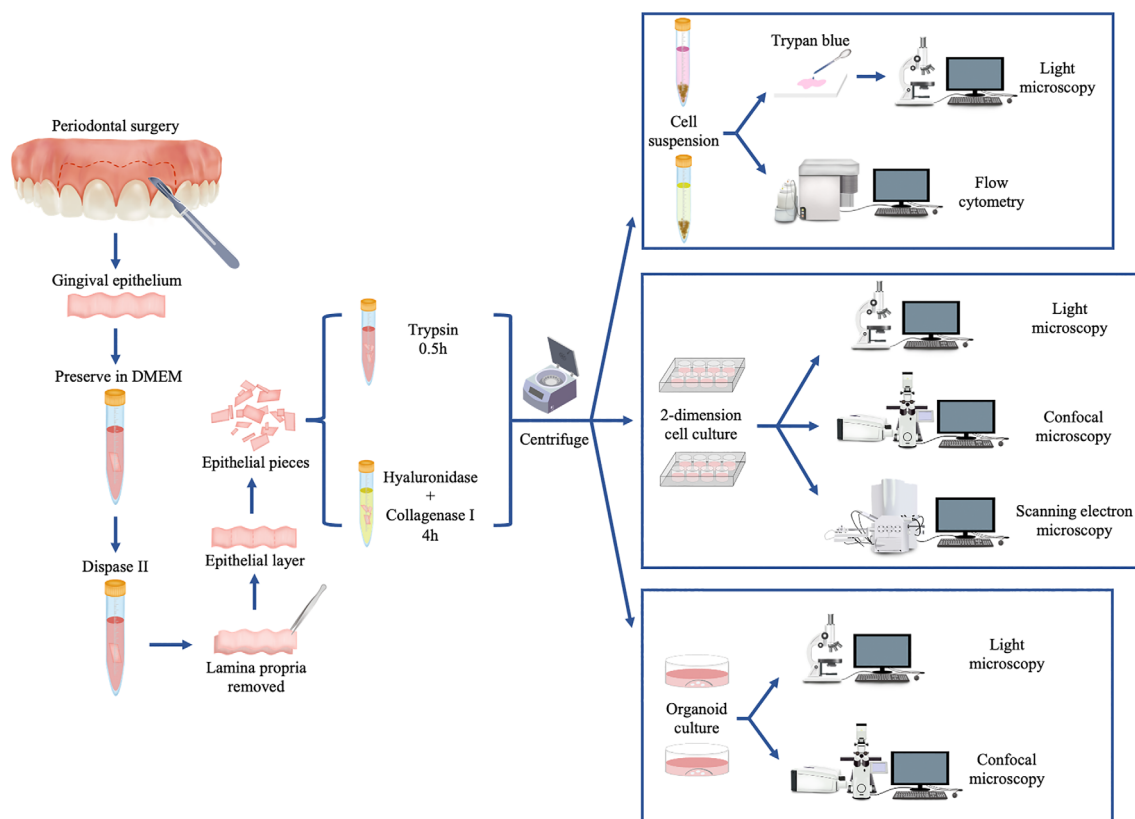 Periodontal surgery
Gingival epithelium
Preserve in DMEM
Dispase II
Lamina propria
removed
Epithelial layer
Epithelial pieces
Trypsin
0.5h
Hyaluronidase
+
Collagenase I
4h
Centrifuge
Cell
suspension
Trypan blue
Light
microscopy
Flow
cytometry
2-dimension
cell culture
Light
microscopy
Confocal
microscopy
Scanning electron
microscopy
Organoid
culture
Light
microscopy
Confocal
microscopy